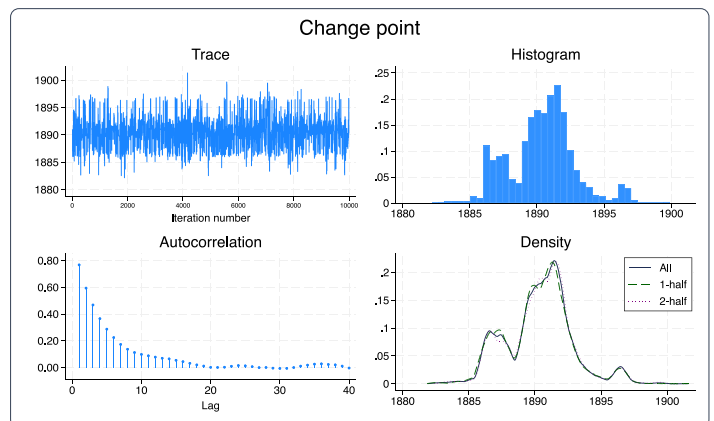 Change point
Trace
1900
1895
1890
1885
1880
0 2000 4000 6000 8000 10000
Iteration number
Histogram
.25
.2
.15
.1
.05
0
1880 1885 1890 1895 1900
Autocorrelation
0.80
0.60
0.40
0.20
0.00
0 10 20 30 40
Lag
Density
All
1-half
2-half
.2
.15
.1
.05
0
1880 1885 1890 1895 1900